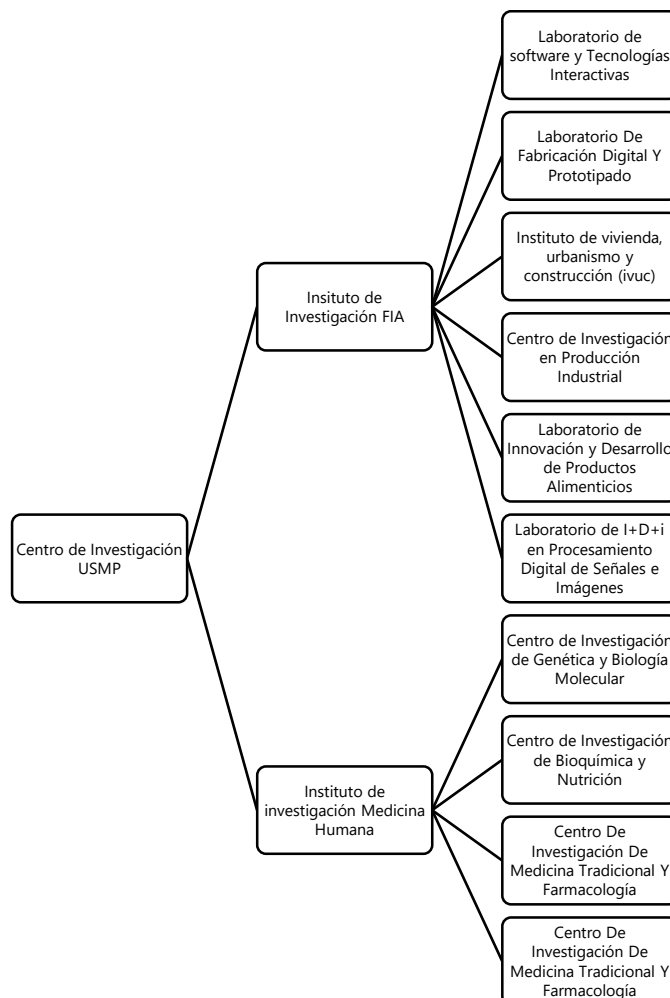 Laboratorio de
software y Tecnologías
Interactivas
Laboratorio De
Fabricación Digital Y
Prototipado
Instituto de vivienda,
urbanismo y
construcción (ivuc)
Insituto de
Investigación FIA
Centro de Investigación
en Producción
Industrial
Laboratorio de
Innovación y Desarrollo
de Productos
Alimenticios
Centro de Investigación
USMP
Laboratorio de I+D+i
en Procesamiento
Digital de Señales e
Imágenes
Centro de Investigación
de Genética y Biología
Molecular
Centro de Investigación
de Bioquímica y
Nutrición
Instituto de
investigación Medicina
Humana
Centro De
Investigación De
Medicina Tradicional Y
Farmacología
Centro De
Investigación De
Medicina Tradicional Y
Farmacología